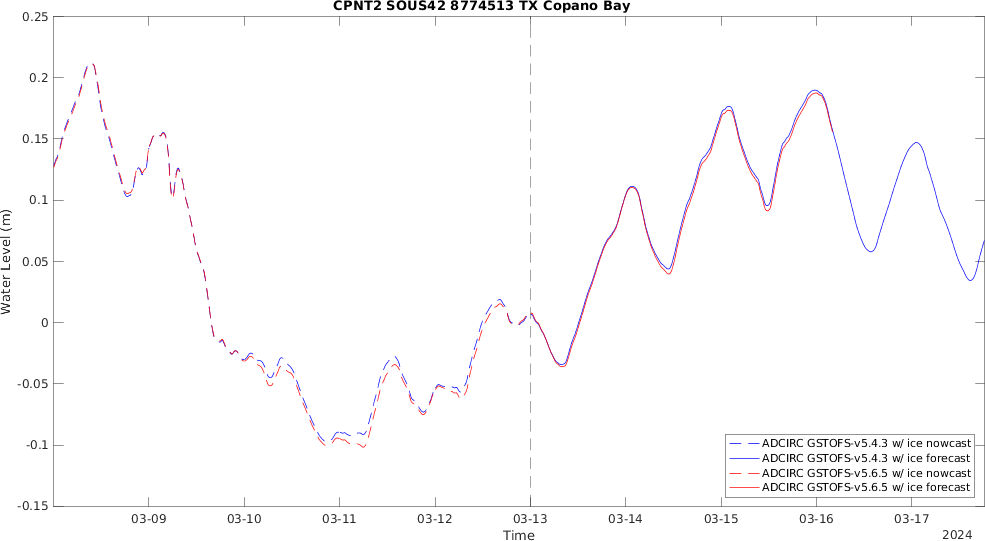 CPNT2 SOUS42 8774513 TX Copano Bay
0.25
0.2
0.15
0.1
0.05
0
-0.05
-0.1
-0.15
Water Level (m)
ADCIRC GSTOFS-v5.4.3 w/ ice nowcast
ADCIRC GSTOFS-v5.4.3 w/ ice forecast
ADCIRC GSTOFS-v5.6.5 w/ ice nowcast
ADCIRC GSTOFS-v5.6.5 w/ ice forecast
03-09 03-10 03-11 03-12 03-13 03-14 03-15 03-16 03-17
Time
2024